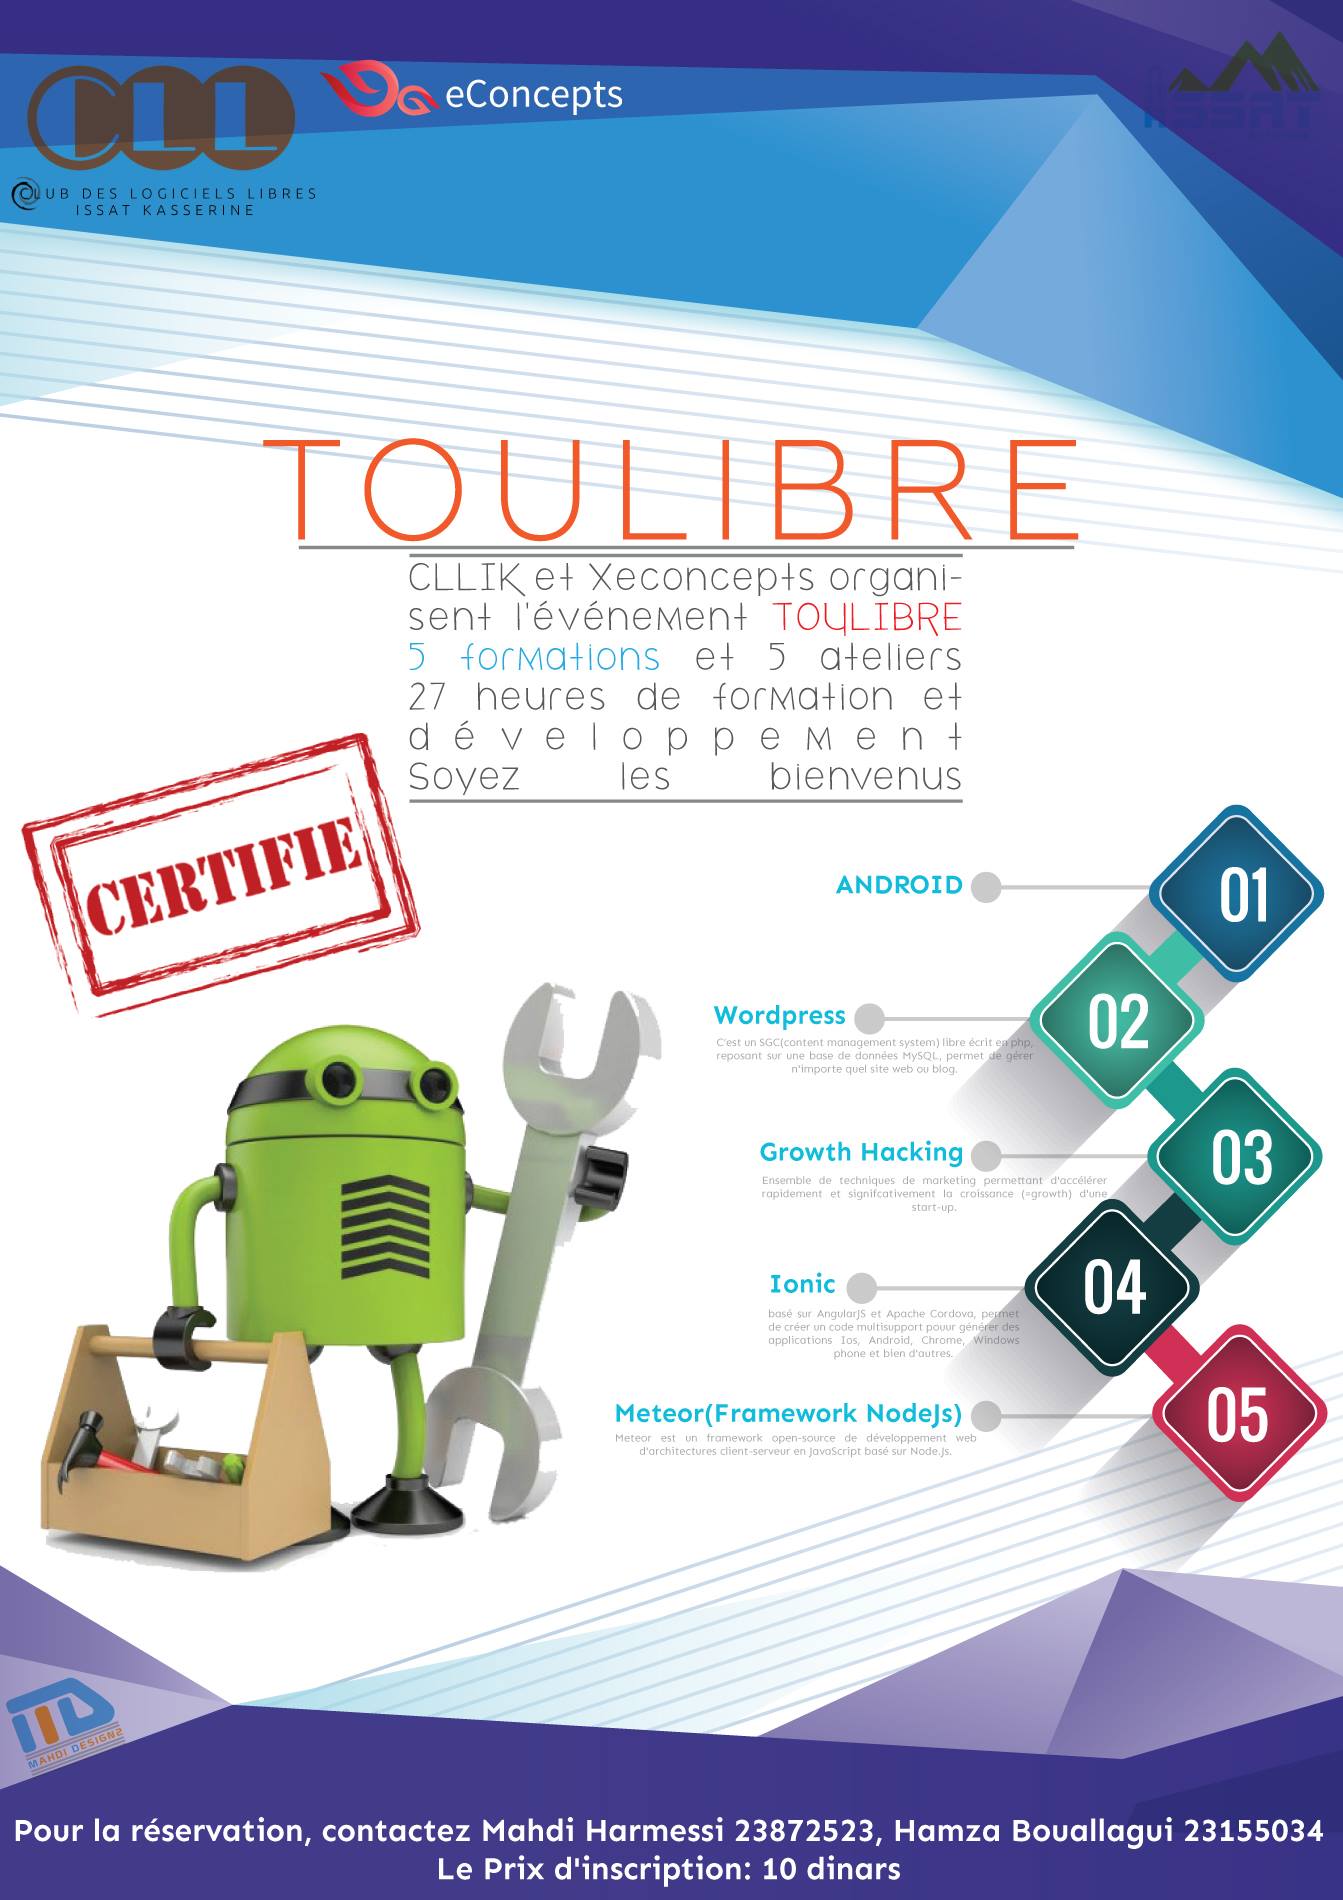 CLL
eConcepts
ISSAT
CLUB DES LOGICIELS LIBRES
ISSAT KASSERINE
TOULIBRE
CLLIK et Xeconcepts organi-
sent l'événement TOULIBRE
5 formations et 5 ateliers
27 heures de formation et
développement
Soyez les bienvenus
CERTIFIE
ANDROID
01
Wordpress
02
C'est un SGC(content management system) libre écrit en php,
reposant sur une base de données MySQL, permet de gérer
n'importe quel site web ou blog.
Growth Hacking
03
Ensemble de techniques de marketing permettant d'accélérer
rapidement et signifcativement la croissance (=growth) d'une
start-up.
Ionic
04
basé sur AngularJS et Apache Cordova, permet
de créer un code multisupport pouur générer des
applications Ios, Android, Chrome, Windows
phone et bien d'autres.
Meteor(Framework NodeJs)
05
Meteor est un framework open-source de développement web
d'architectures client-serveur en JavaScript basé sur Node.Js.
MAHDI DESIGNZ
Pour la réservation, contactez Mahdi Harmessi 23872523, Hamza Bouallagui 23155034
Le Prix d'inscription: 10 dinars